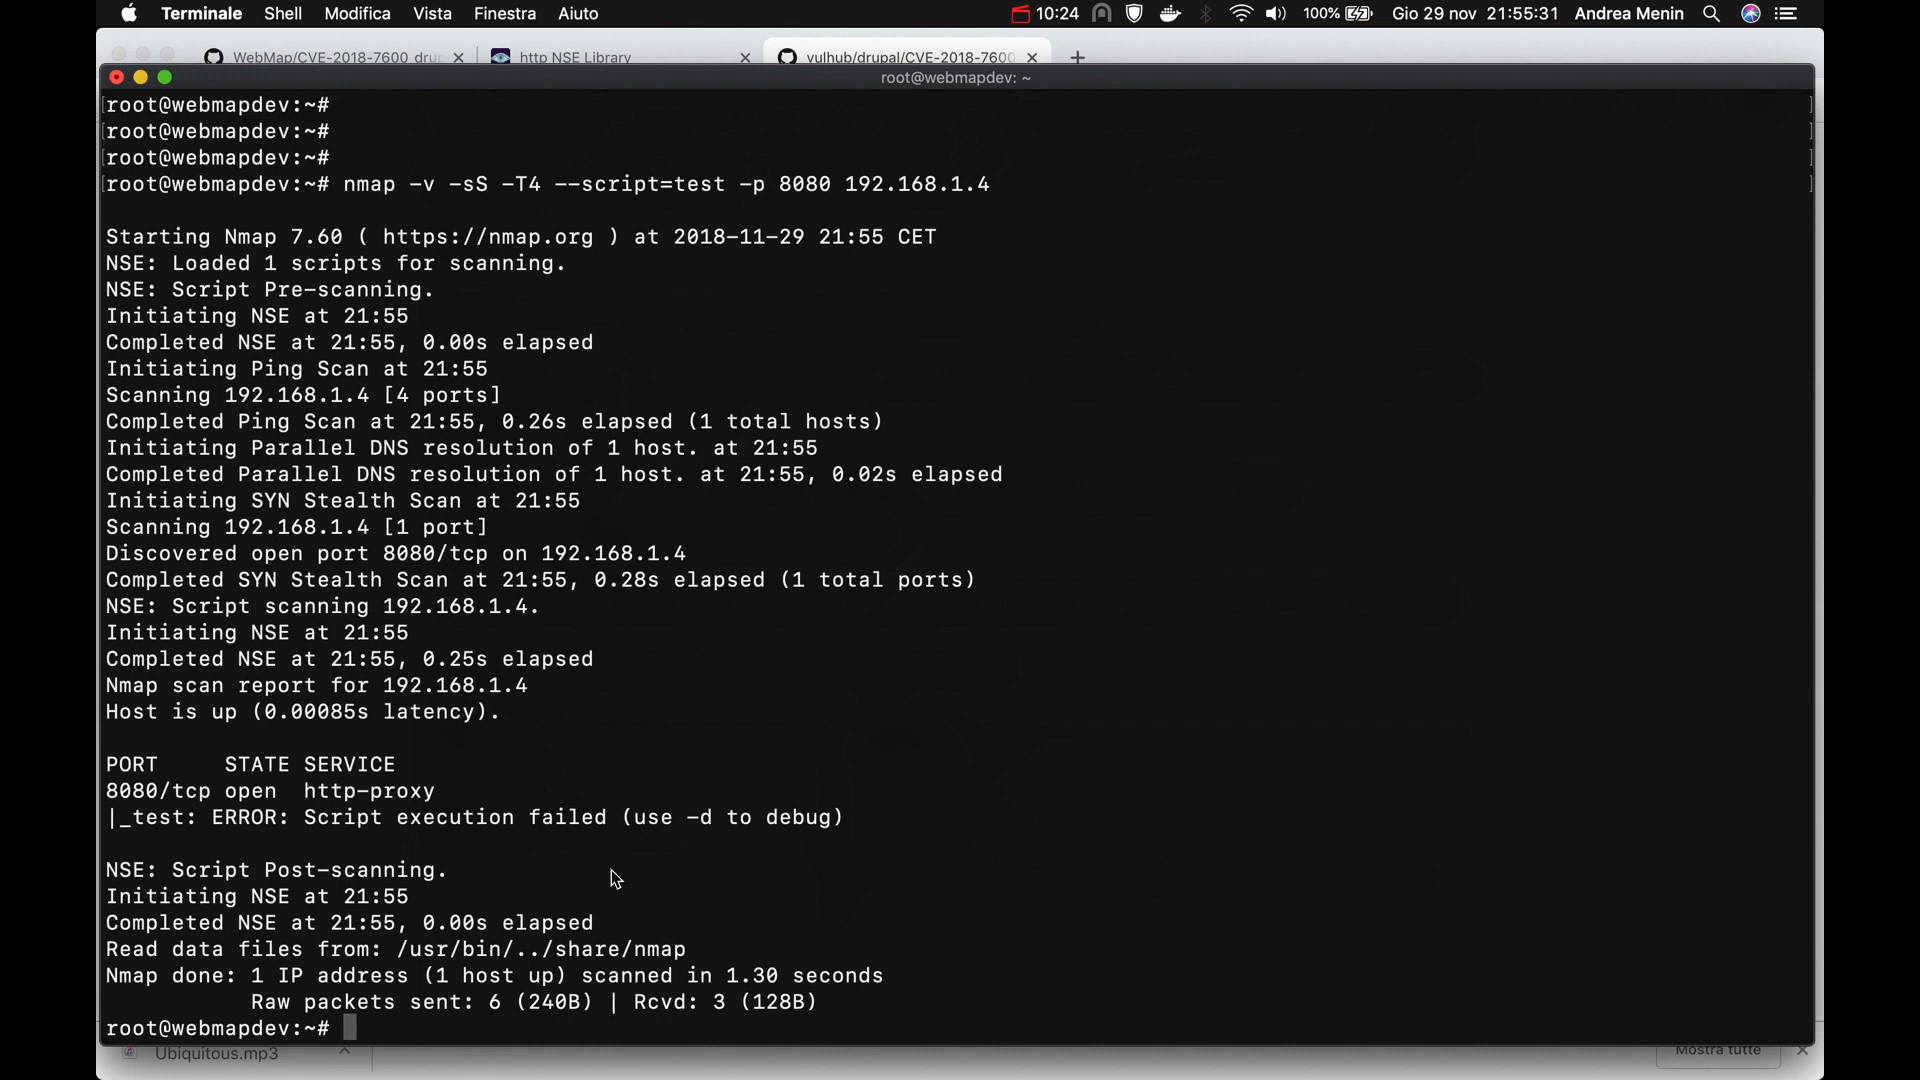 Terminale Shell Modifica Vista Finestra Aiuto 10:24 100% Gio 29 nov 21:55:31 Andrea Menin
WebMap/CVE-2018-7600 dru http NSE Library vulhub/drupal/CVE-2018-7600
root@webmapdev: ~
[root@webmapdev:~# ]
[root@webmapdev:~# ]
[root@webmapdev:~# ]
[root@webmapdev:~# nmap -v -sS -T4 --script=test -p 8080 192.168.1.4 ]
Starting Nmap 7.60 ( https://nmap.org ) at 2018-11-29 21:55 CET
NSE: Loaded 1 scripts for scanning.
NSE: Script Pre-scanning.
Initiating NSE at 21:55
Completed NSE at 21:55, 0.00s elapsed
Initiating Ping Scan at 21:55
Scanning 192.168.1.4 [4 ports]
Completed Ping Scan at 21:55, 0.26s elapsed (1 total hosts)
Initiating Parallel DNS resolution of 1 host. at 21:55
Completed Parallel DNS resolution of 1 host. at 21:55, 0.02s elapsed
Initiating SYN Stealth Scan at 21:55
Scanning 192.168.1.4 [1 port]
Discovered open port 8080/tcp on 192.168.1.4
Completed SYN Stealth Scan at 21:55, 0.28s elapsed (1 total ports)
NSE: Script scanning 192.168.1.4.
Initiating NSE at 21:55
Completed NSE at 21:55, 0.25s elapsed
Nmap scan report for 192.168.1.4
Host is up (0.00085s latency).
PORT     STATE SERVICE
8080/tcp open  http-proxy
|_test: ERROR: Script execution failed (use -d to debug)
NSE: Script Post-scanning.
Initiating NSE at 21:55
Completed NSE at 21:55, 0.00s elapsed
Read data files from: /usr/bin/../share/nmap
Nmap done: 1 IP address (1 host up) scanned in 1.30 seconds
Raw packets sent: 6 (240B) | Rcvd: 3 (128B)
root@webmapdev:~#
Ubiquitous.mp3 Mostra tutte